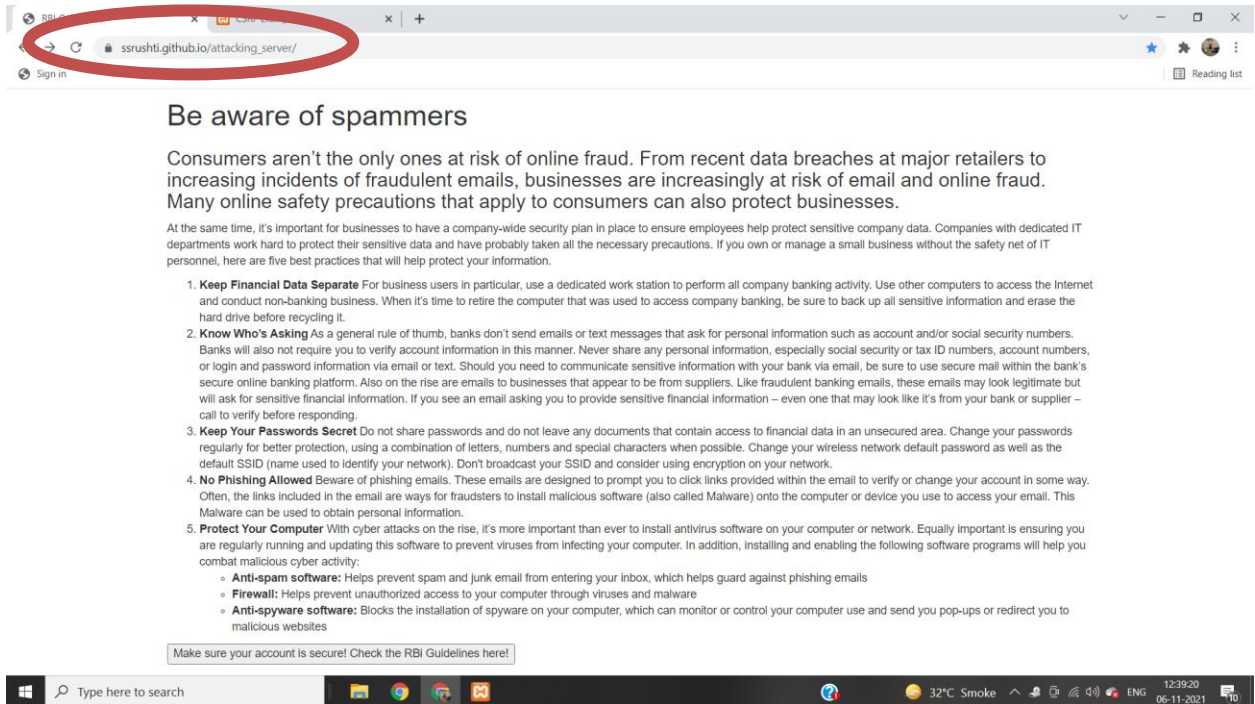 ssrushti.github.io/attacking_server/
Sign in
Reading list
Be aware of spammers
Consumers aren't the only ones at risk of online fraud. From recent data breaches at major retailers to
increasing incidents of fraudulent emails, businesses are increasingly at risk of email and online fraud.
Many online safety precautions that apply to consumers can also protect businesses.
At the same time, it's important for businesses to have a company-wide security plan in place to ensure employees help protect sensitive company data. Companies with dedicated IT
departments work hard to protect their sensitive data and have probably taken all the necessary precautions. If you own or manage a small business without the safety net of IT
personnel, here are five best practices that will help protect your information.
1. Keep Financial Data Separate For business users in particular, use a dedicated work station to perform all company banking activity. Use other computers to access the Internet
and conduct non-banking business. When it's time to retire the computer that was used to access company banking, be sure to back up all sensitive information and erase the
hard drive before recycling it.
2. Know Who's Asking As a general rule of thumb, banks don't send emails or text messages that ask for personal information such as account and/or social security numbers.
Banks will also not require you to verify account information in this manner. Never share any personal information, especially social security or tax ID numbers, account numbers,
or login and password information via email or text. Should you need to communicate sensitive information with your bank via email, be sure to use secure mail within the bank's
secure online banking platform. Also on the rise are emails to businesses that appear to be from suppliers. Like fraudulent banking emails, these emails may look legitimate but
will ask for sensitive financial information. If you see an email asking you to provide sensitive financial information – even one that may look like it's from your bank or supplier –
call to verify before responding.
3. Keep Your Passwords Secret Do not share passwords and do not leave any documents that contain access to financial data in an unsecured area. Change your passwords
regularly for better protection, using a combination of letters, numbers and special characters when possible. Change your wireless network default password as well as the
default SSID (name used to identify your network). Don't broadcast your SSID and consider using encryption on your network.
4. No Phishing Allowed Beware of phishing emails. These emails are designed to prompt you to click links provided within the email to verify or change your account in some way.
Often, the links included in the email are ways for fraudsters to install malicious software (also called Malware) onto the computer or device you use to access your email. This
Malware can be used to obtain personal information.
5. Protect Your Computer With cyber attacks on the rise, it's more important than ever to install antivirus software on your computer or network. Equally important is ensuring you
are regularly running and updating this software to prevent viruses from infecting your computer. In addition, installing and enabling the following software programs will help you
combat malicious cyber activity:
Anti-spam software: Helps prevent spam and junk email from entering your inbox, which helps guard against phishing emails
Firewall: Helps prevent unauthorized access to your computer through viruses and malware
Anti-spyware software: Blocks the installation of spyware on your computer, which can monitor or control your computer use and send you pop-ups or redirect you to
malicious websites
Make sure your account is secure! Check the RBi Guidelines here!
Type here to search
32°C Smoke
ENG
12:39:20
06-11-2021
10